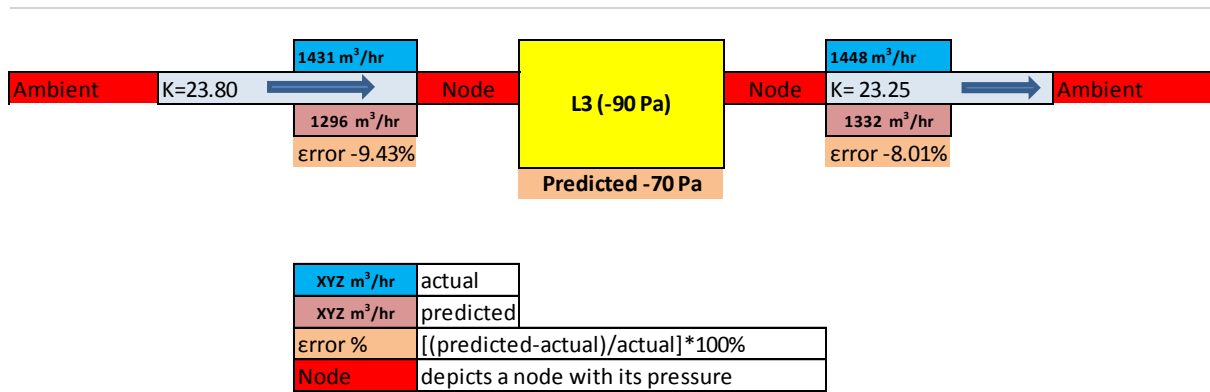 1431 m³/hr 1448 m³/hr
Ambient K=23.80 Node L3 (-90 Pa) Node K= 23.25 Ambient
1296 m³/hr 1332 m³/hr
εrror -9.43% εrror -8.01%
Predicted -70 Pa
XYZ m³/hr actual
XYZ m³/hr predicted
εrror % [(predicted-actual)/actual]*100%
Node depicts a node with its pressure